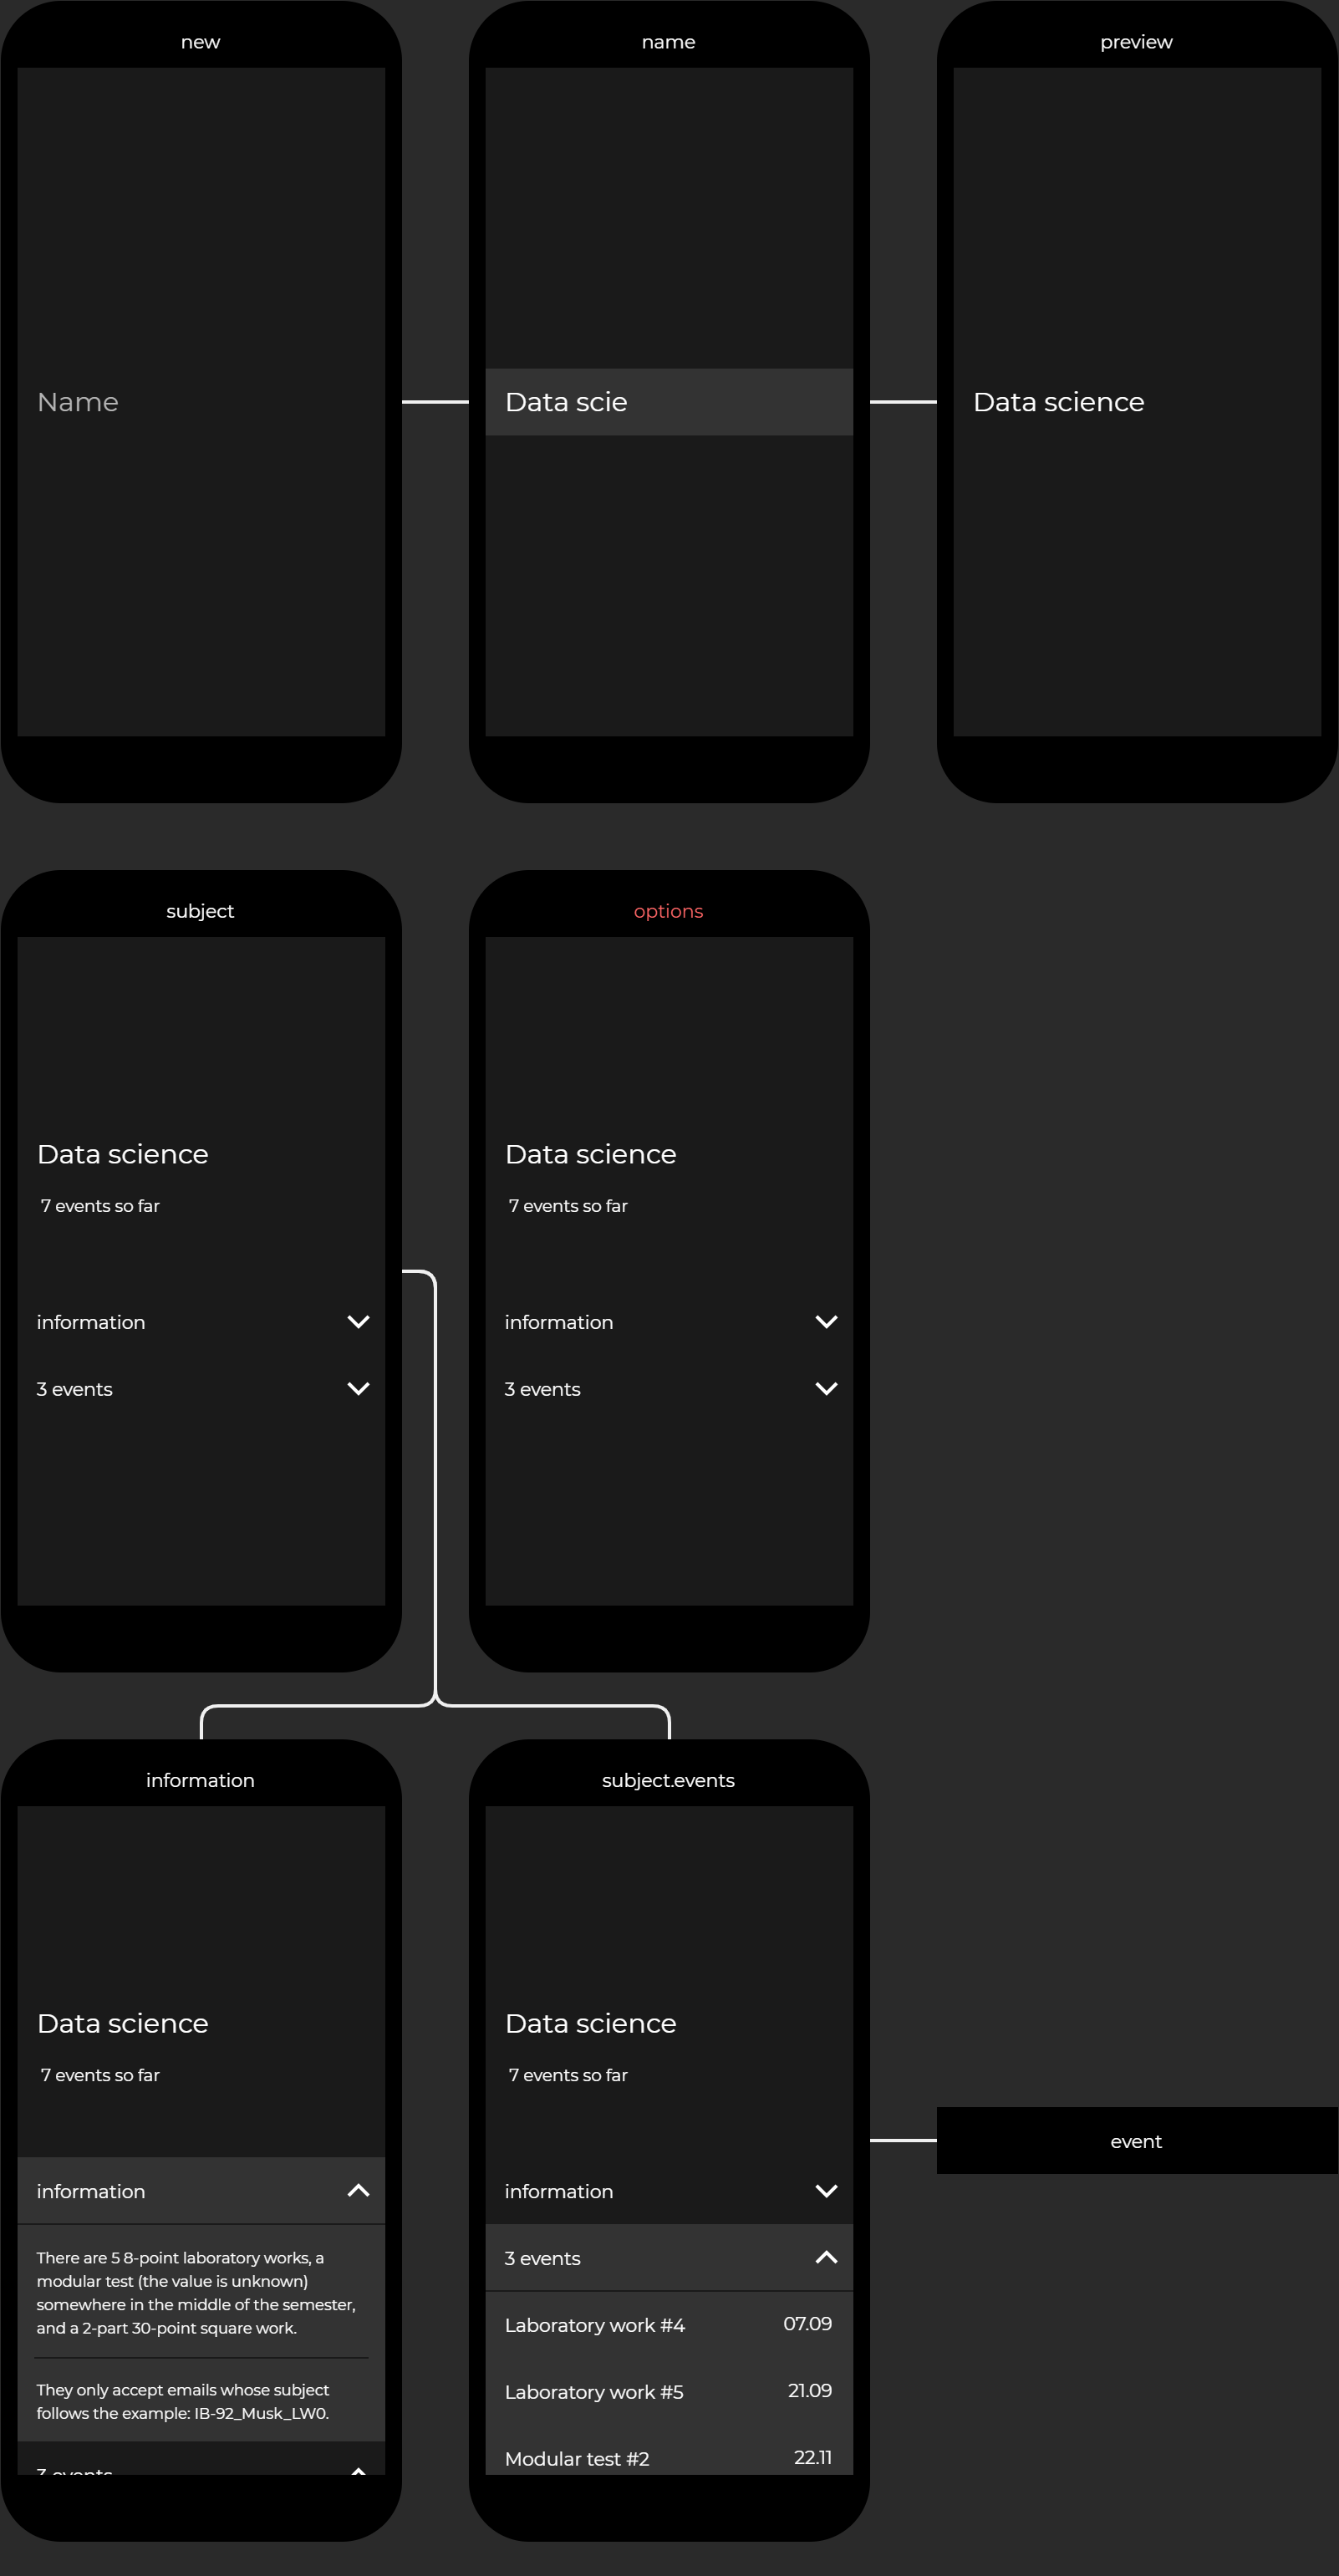 new
name
preview
Name
Data scie
Data science
subject
options
Data science
7 events so far
information
3 events
Data science
7 events so far
information
3 events
information
subject.events
Data science
7 events so far
information
There are 5 8-point laboratory works, a
modular test (the value is unknown)
somewhere in the middle of the semester,
and a 2-part 30-point square work.
They only accept emails whose subject
follows the example: IB-92_Musk_LW0.
3 events
Data science
7 events so far
information
3 events
Laboratory work #4
07.09
Laboratory work #5
21.09
Modular test #2
22.11
event